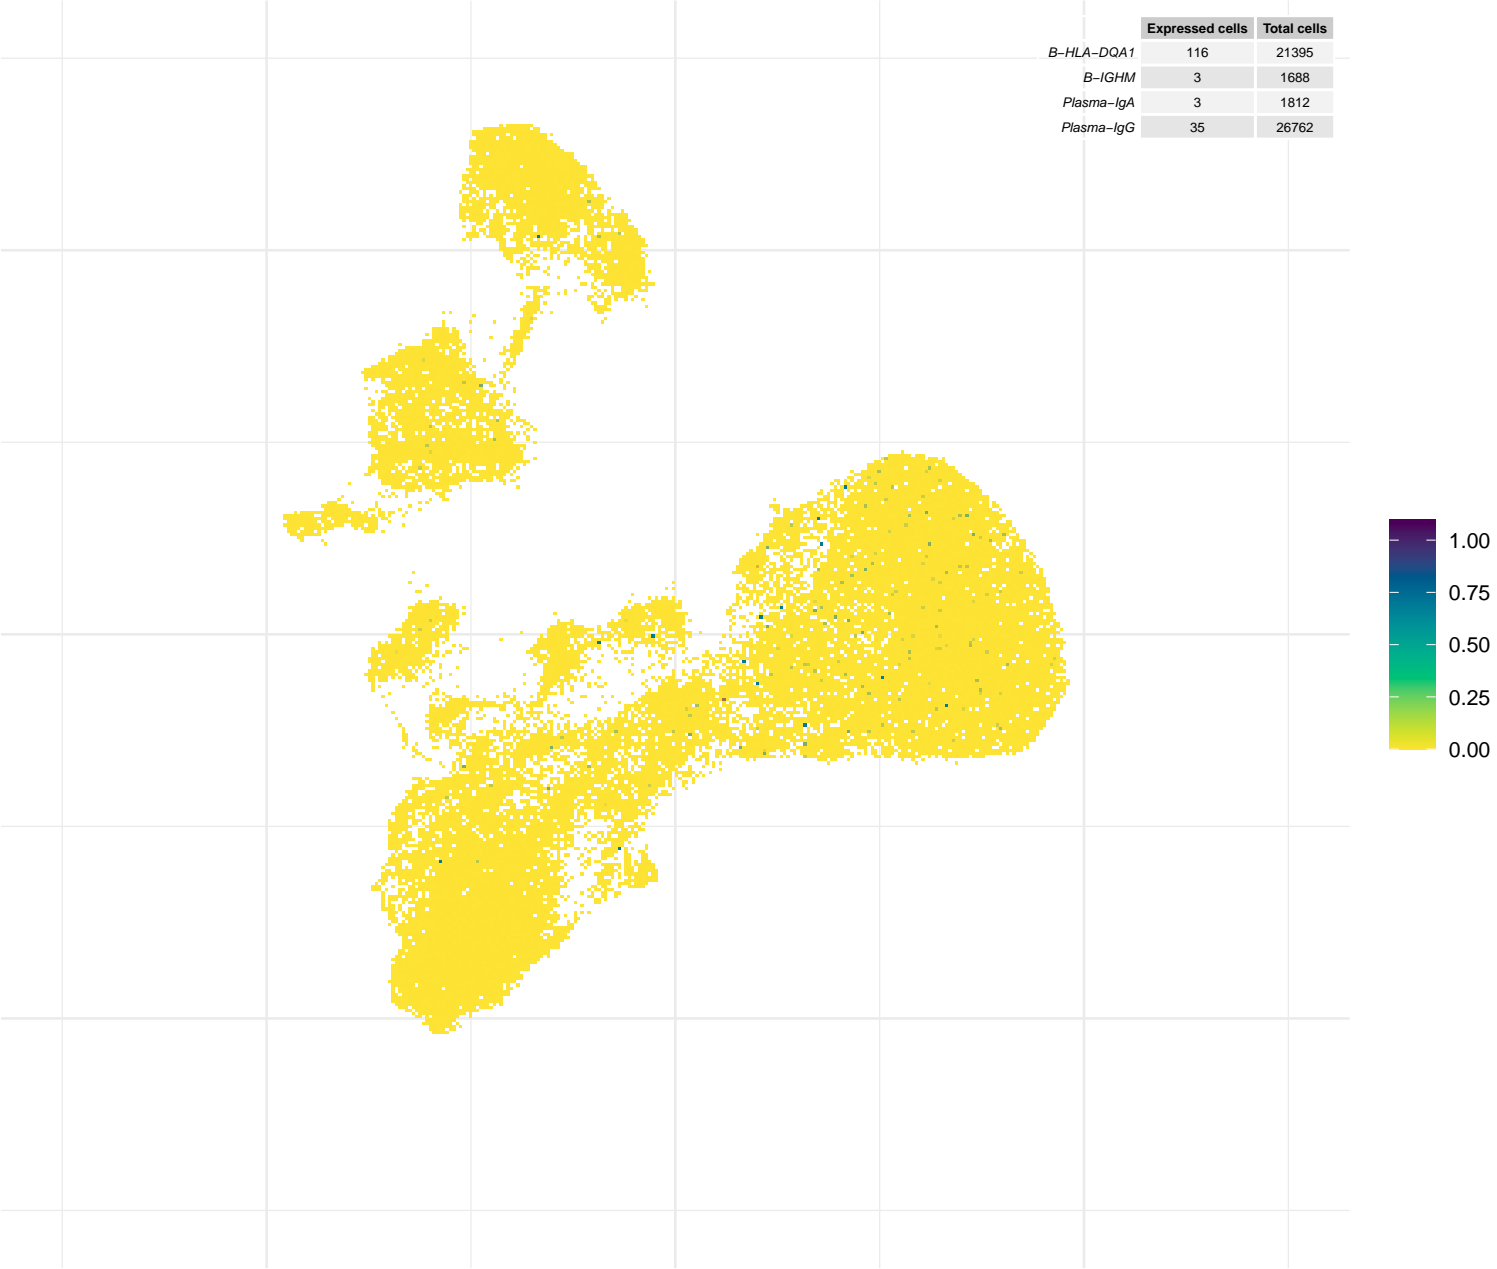 Expressed cells Total cells
B−HLA−DQA1 116 21395
B−IGHM 3 1688
Plasma−IgA 3 1812
Plasma−IgG 35 26762
1.00
0.75
0.50
0.25
0.00